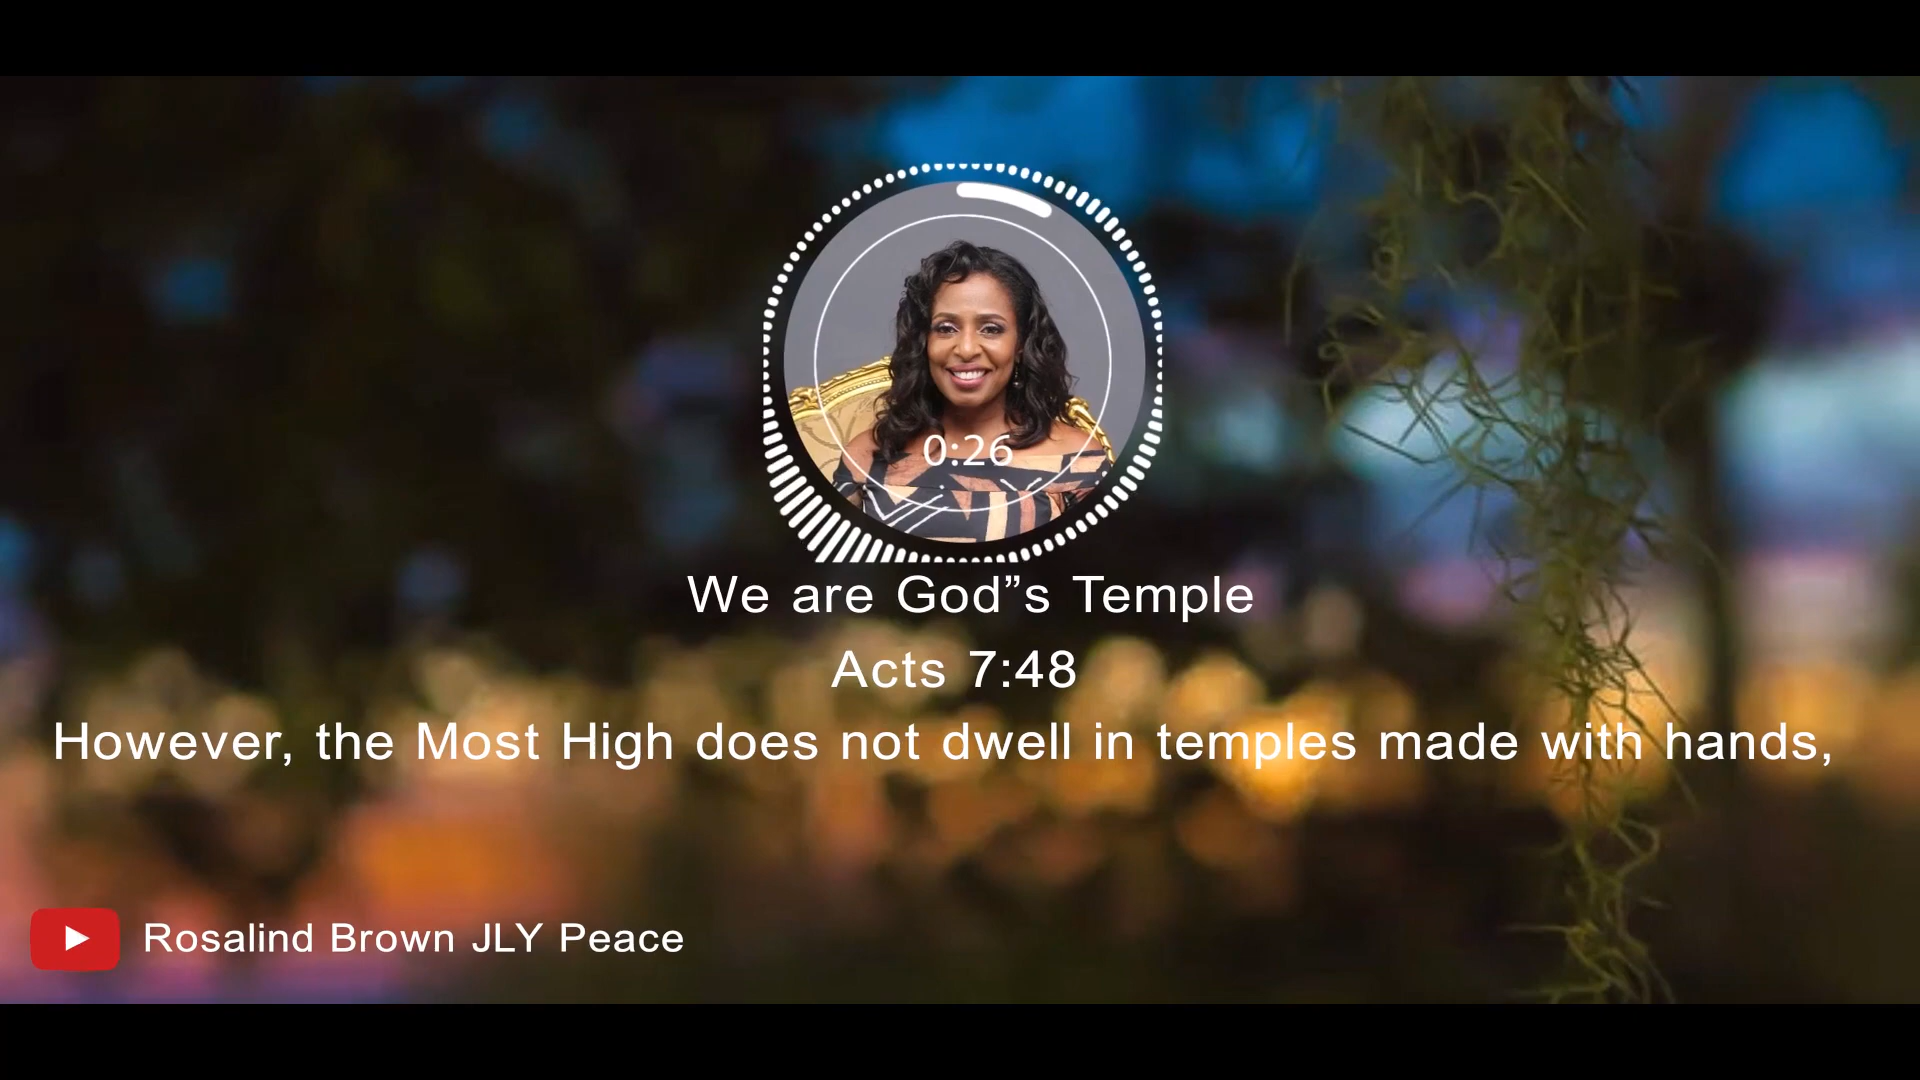 0:26
We are God”s Temple
Acts 7:48
However, the Most High does not dwell in temples made with hands,
Rosalind Brown JLY Peace